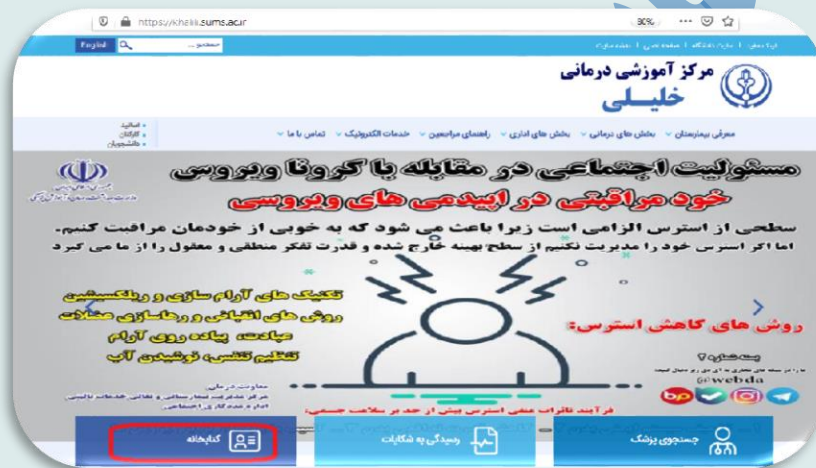 https://khalili.sums.ac.ir
80%
English
جستجو ...
مرکز آموزشی درمانی
خلیلی
معرفی بیمارستان
بخش های درمانی
بخش های اداری
راهنمای مراجعین
خدمات الکترونیک
تماس با ما
اساتید
کارکنان
دانشجویان
مسئولیت اجتماعی در مقابله با کرونا ویروس
خود مراقبتی در اپیدمی های ویروسی
سطحی از استرس الزامی است زیرا باعث می شود که به خوبی از خودمان مراقبت کنیم.
اما اگر استرس خود را مدیریت نکنیم از سطح بهینه خارج شده و قدرت تفکر منطقی و معقول را از ما می گیرد
روش های کاهش استرس:
تکنیک های آرام سازی و ریلکسیشین
روش های انقباضی و رهاسازی عضلات
عبادت، پیاده روی آرام
تنظیم تنفس، نوشیدن آب
بسته شماره ۲
@webda
معاونت درمان
فرآیند تاثرات منفی استرس بیش از حد بر سلامت جسمی:
جستجوی پزشک
رسیدگی به شکایات
کتابخانه